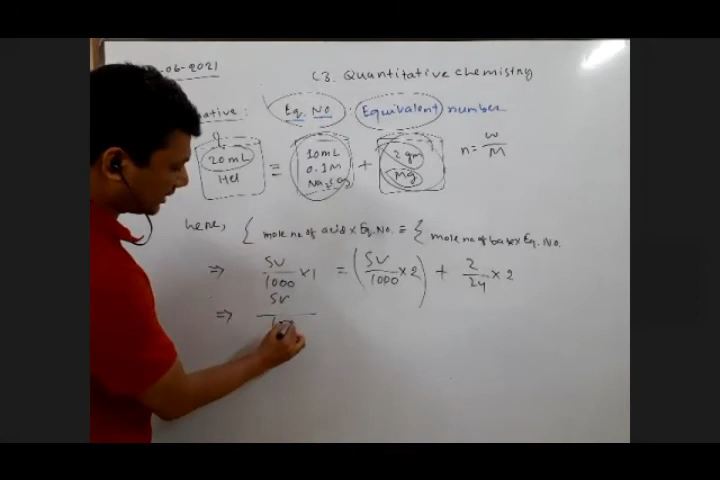 -06-2021
C3. Quantitative chemistry
native: Eq. No : Equivalent number
20 mL
HCl
=
10 mL
0.1 M
Na₂CO₃
+
2 gm
Mg
n = w/M
here, { mole no of acid × Eq. No. = { mole no of base × Eq. No.
⇒ SV/1000 × 1 = (SV/1000 × 2) + 2/24 × 2
⇒ SV